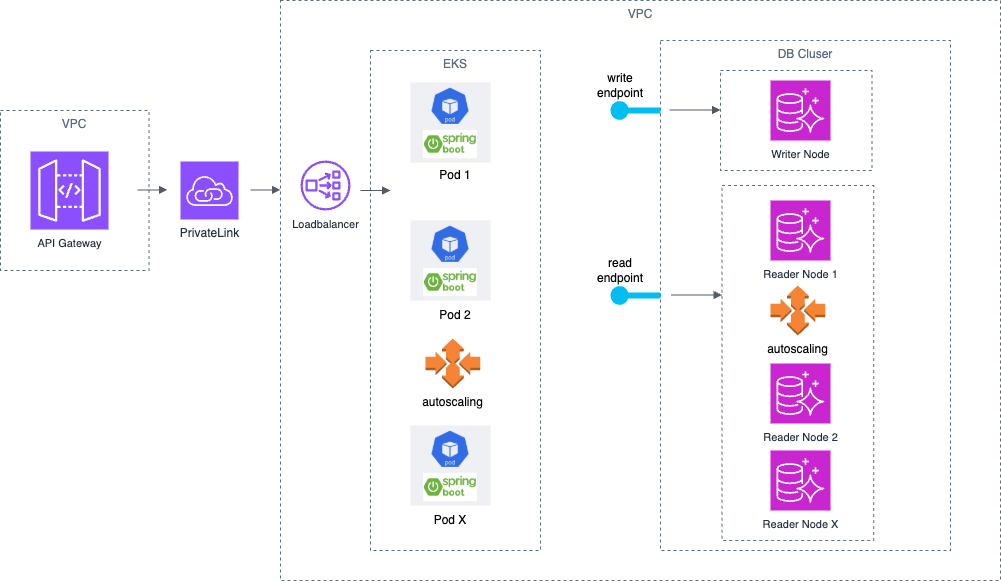 VPC
VPC
API Gateway
PrivateLink
Loadbalancer
EKS
pod
spring
boot
Pod 1
pod
spring
boot
Pod 2
autoscaling
pod
spring
boot
Pod X
write
endpoint
read
endpoint
DB Cluser
Writer Node
Reader Node 1
autoscaling
Reader Node 2
Reader Node X